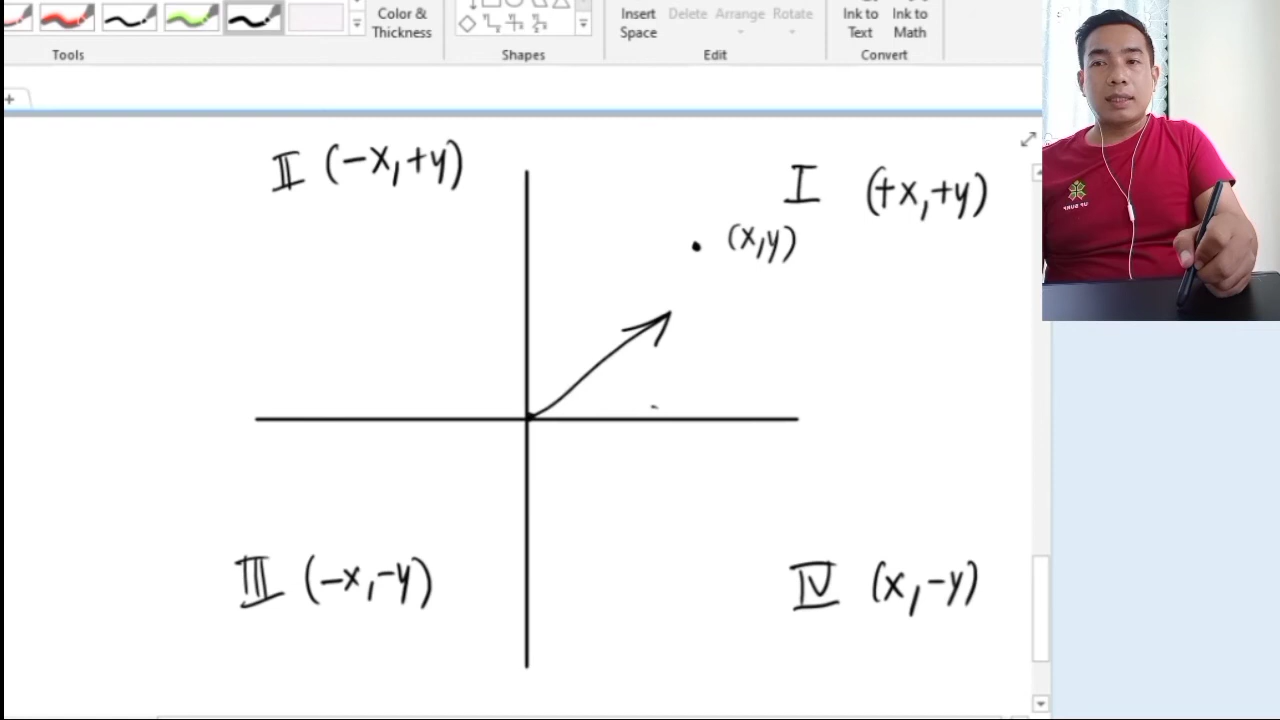 Color &
Thickness
Insert
Space
Delete
Arrange
Rotate
Ink to
Text
Ink to
Math
Tools
Shapes
Edit
Convert
+
II (-x,+y)
I (+x,+y)
(x,y)
III (-x,-y)
IV (x,-y)